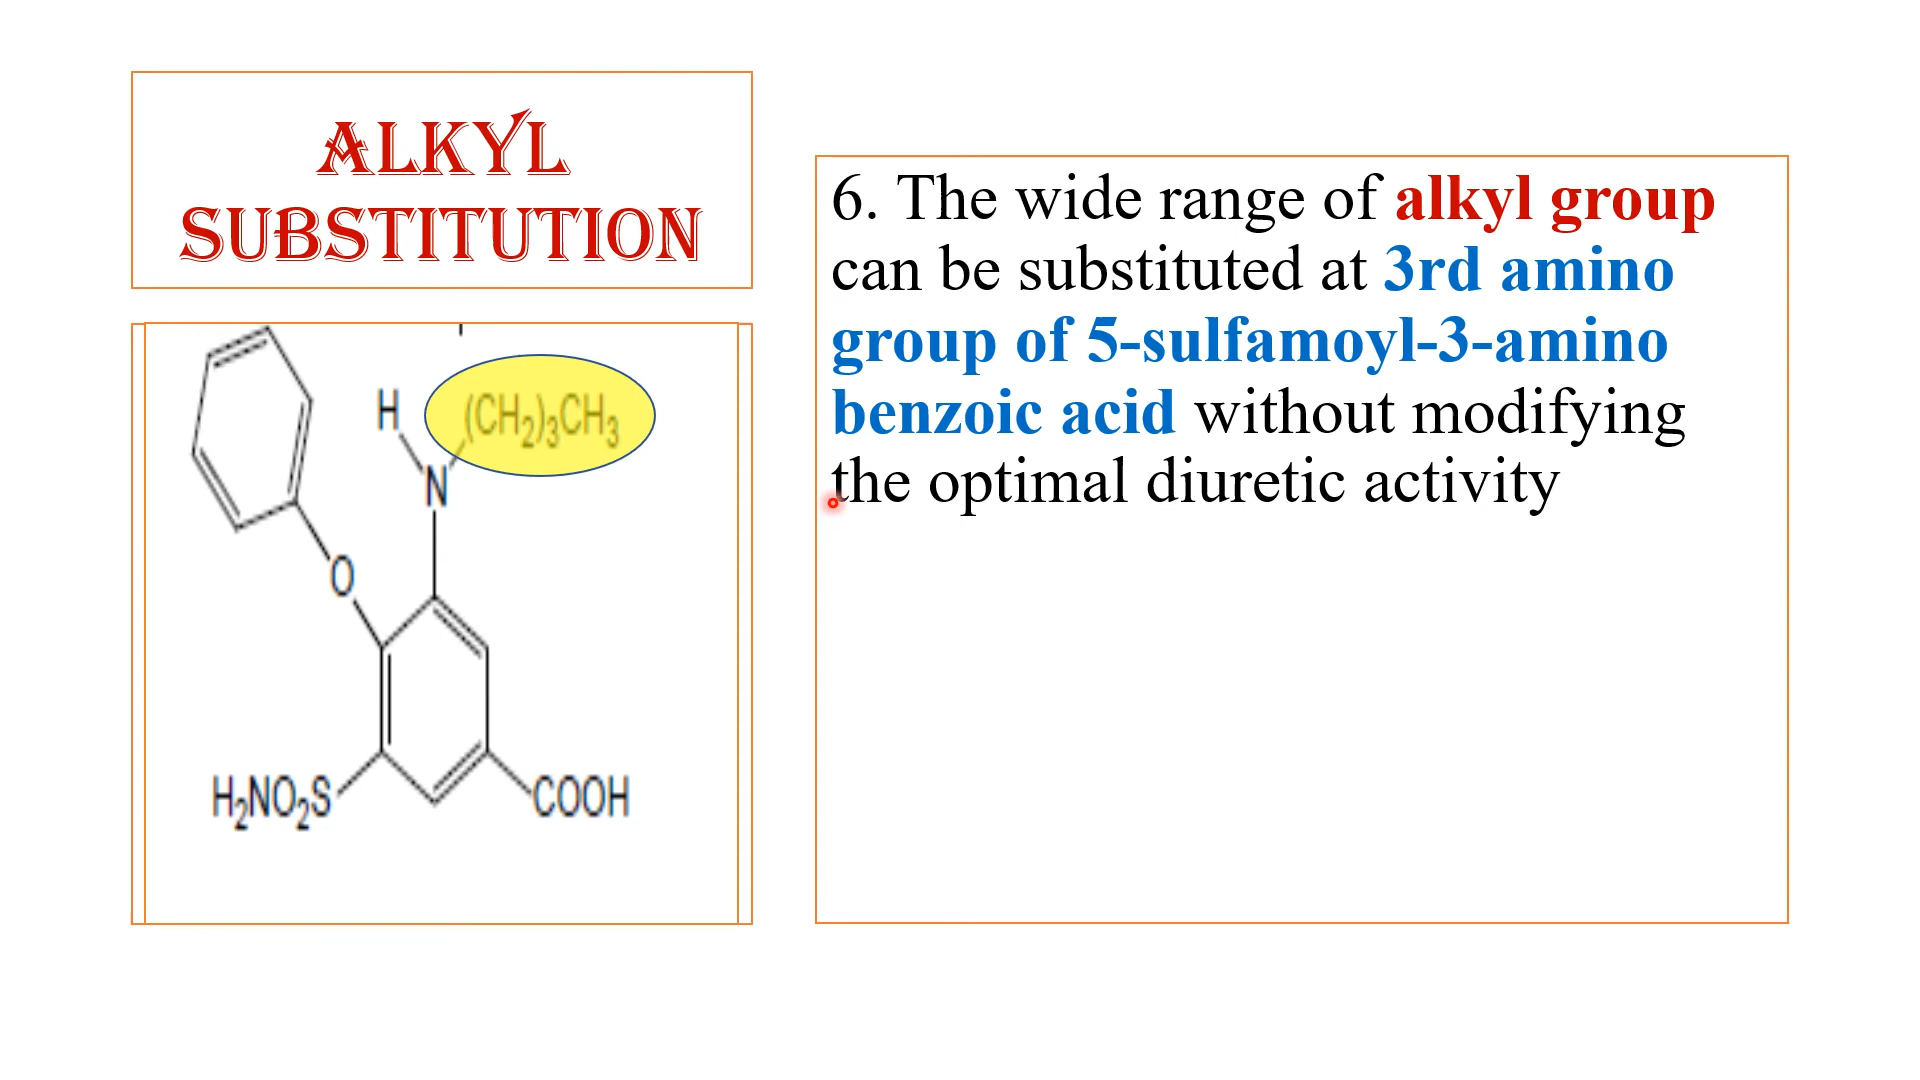 ALKYL
SUBSTITUTION
6. The wide range of alkyl group
can be substituted at 3rd amino
group of 5-sulfamoyl-3-amino
benzoic acid without modifying
the optimal diuretic activity
H
(CH2)3CH3
N
O
H2NO2S
COOH